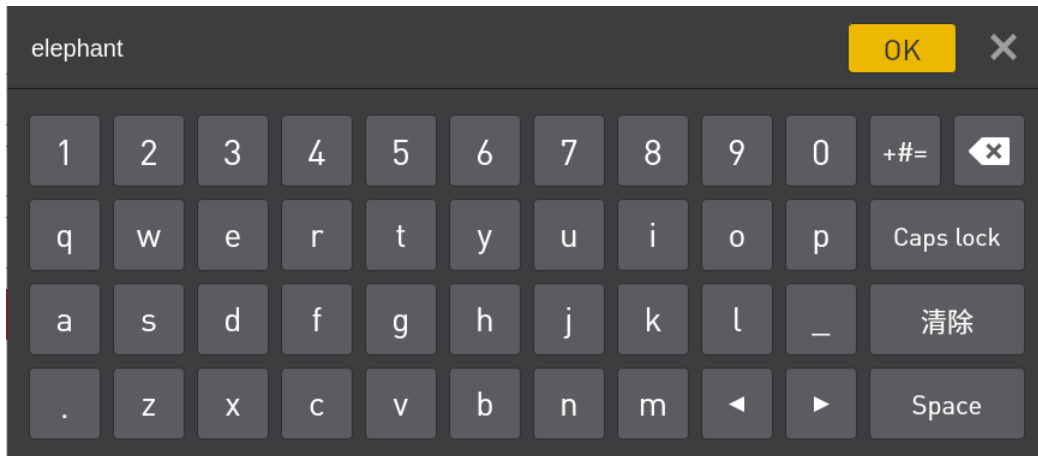 elephant OK
1 2 3 4 5 6 7 8 9 0 +#=
q w e r t y u i o p Caps lock
a s d f g h j k l _ 清除
. z x c v b n m Space